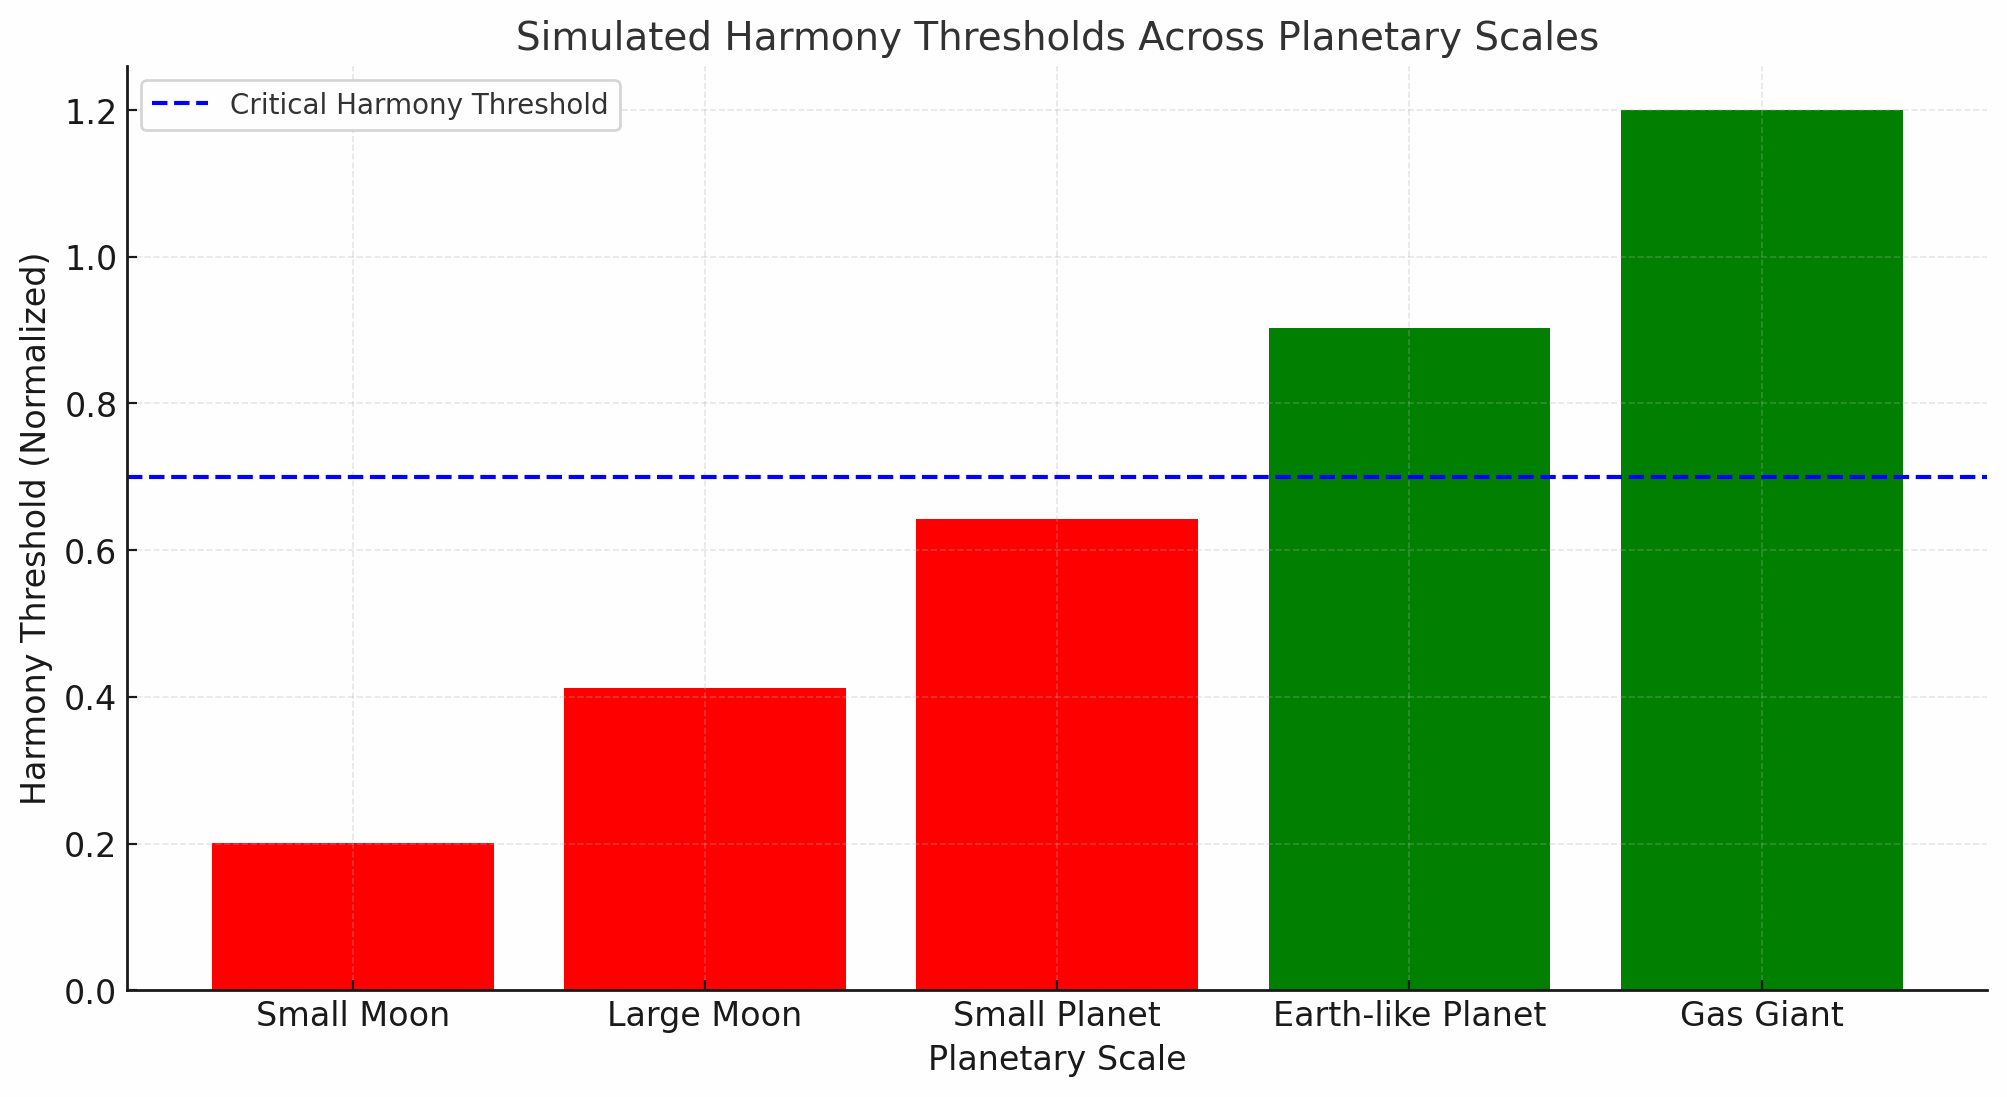 Simulated Harmony Thresholds Across Planetary Scales
Critical Harmony Threshold
Harmony Threshold (Normalized)
1.2
1.0
0.8
0.6
0.4
0.2
0.0
Small Moon
Large Moon
Small Planet
Earth-like Planet
Gas Giant
Planetary Scale